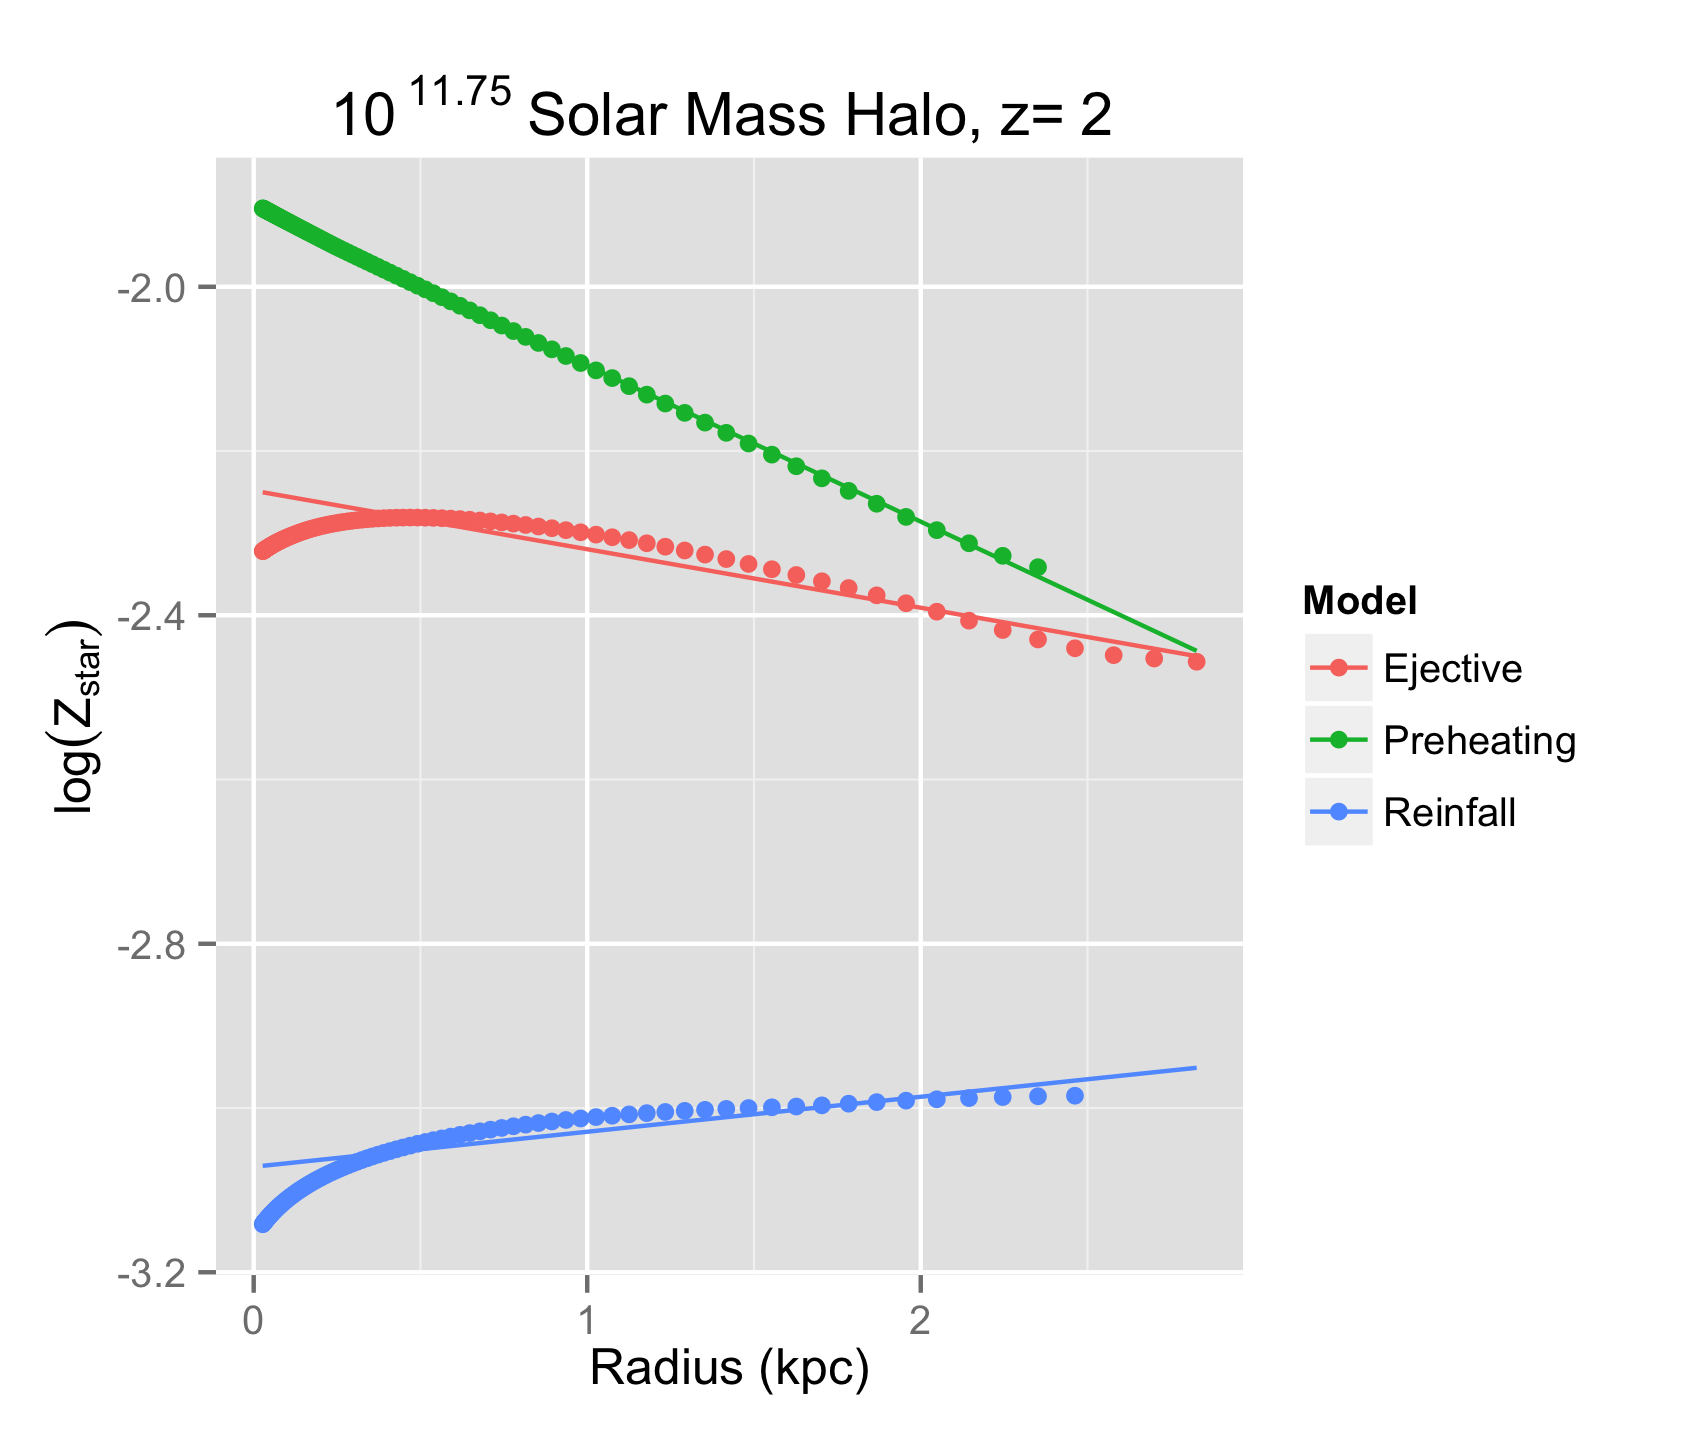 10 11.75 Solar Mass Halo, z= 2
-2.0
-2.4
-2.8
-3.2
log(Zstar)
0 1 2
Radius (kpc)
Model
Ejective
Preheating
Reinfall